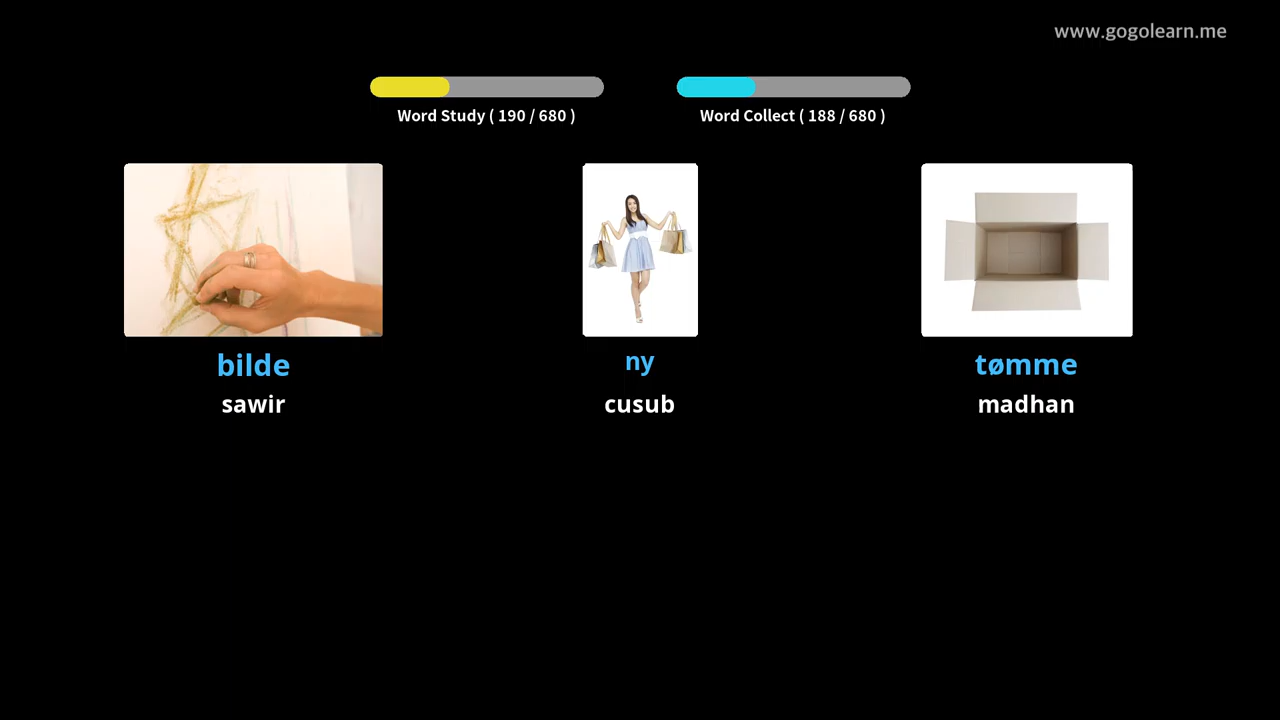 www.gogolearn.me
Word Study ( 190 / 680 )
Word Collect ( 188 / 680 )
bilde
ny
tømme
sawir
cusub
madhan